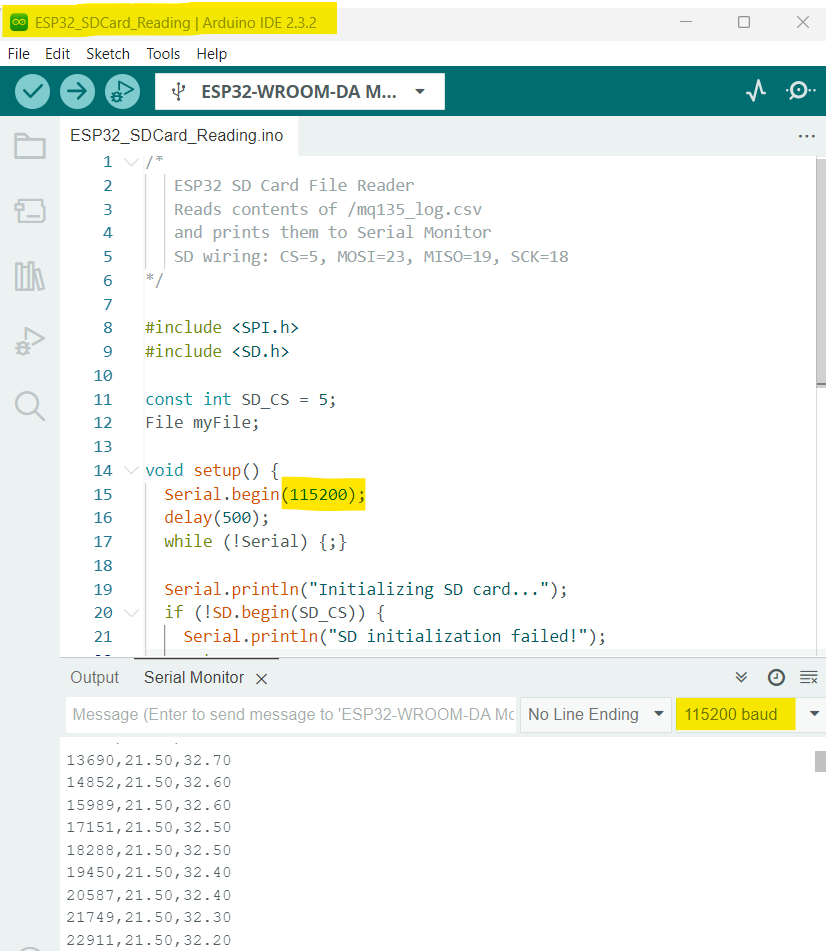 ESP32_SDCard_Reading | Arduino IDE 2.3.2
File Edit Sketch Tools Help
ESP32-WROOM-DA M...
ESP32_SDCard_Reading.ino
1 /*
2 ESP32 SD Card File Reader
3 Reads contents of /mq135_log.csv
4 and prints them to Serial Monitor
5 SD wiring: CS=5, MOSI=23, MISO=19, SCK=18
6 */
7
8 #include <SPI.h>
9 #include <SD.h>
10
11 const int SD_CS = 5;
12 File myFile;
13
14 void setup() {
15 Serial.begin(115200);
16 delay(500);
17 while (!Serial) {;}
18
19 Serial.println("Initializing SD card...");
20 if (!SD.begin(SD_CS)) {
21 Serial.println("SD initialization failed!");
Output Serial Monitor
Message (Enter to send message to 'ESP32-WROOM-DA Mo No Line Ending 115200 baud
13690,21.50,32.70
14852,21.50,32.60
15989,21.50,32.60
17151,21.50,32.50
18288,21.50,32.50
19450,21.50,32.40
20587,21.50,32.40
21749,21.50,32.30
22911,21.50,32.20